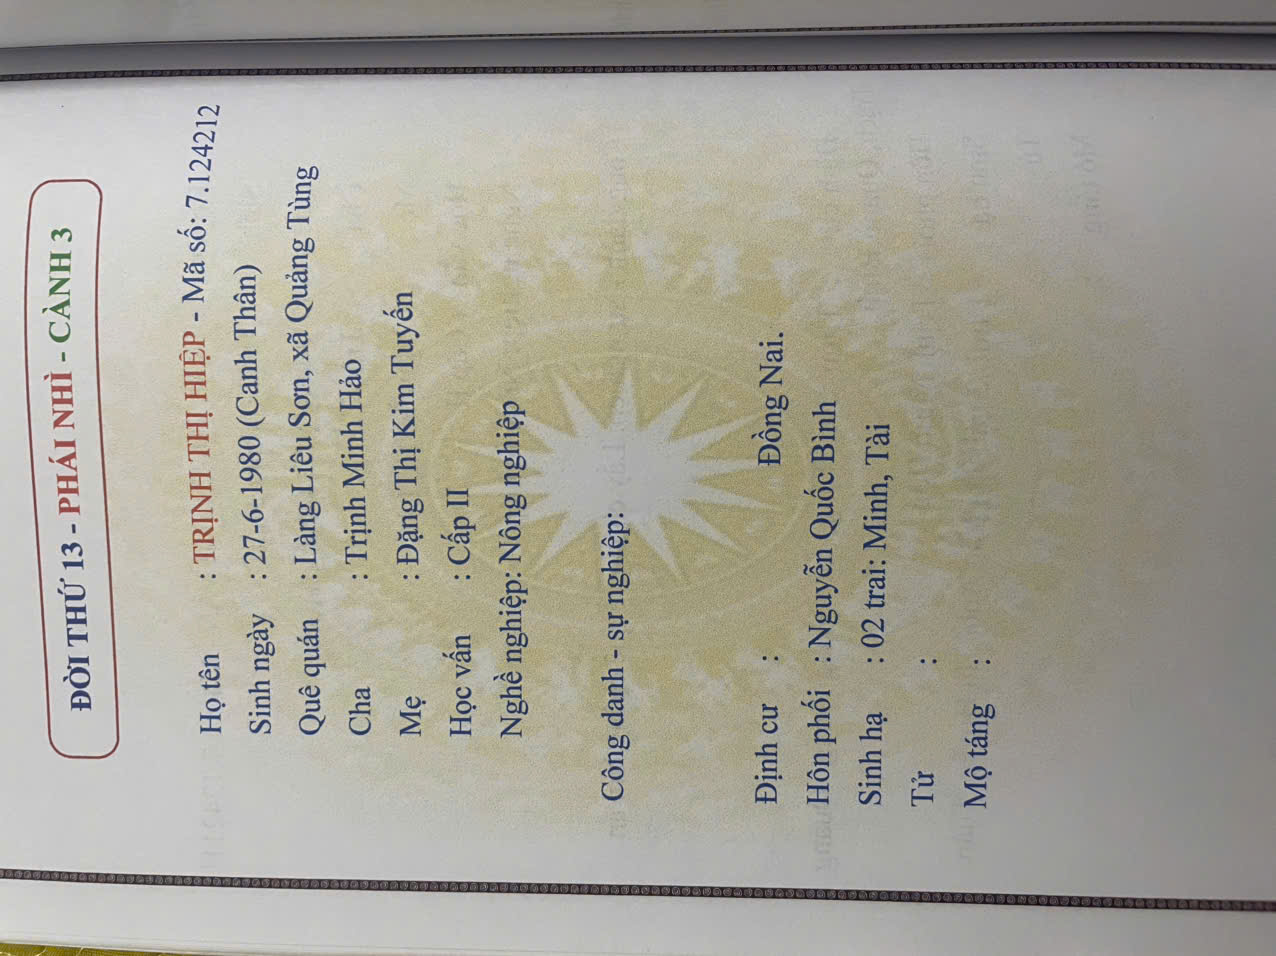 ĐỜI THỨ 13 - PHÁI NHÌ - CÀNH 3
Họ tên : TRỊNH THỊ HIỆP - Mã số: 7.124212
Sinh ngày : 27-6-1980 (Canh Thân)
Quê quán : Làng Liêu Sơn, xã Quảng Tùng
Cha : Trịnh Minh Hảo
Mẹ : Đặng Thị Kim Tuyến
Học vấn : Cấp II
Nghề nghiệp: Nông nghiệp
Công danh - sự nghiệp:
Định cư : Đồng Nai.
Hôn phối : Nguyễn Quốc Bình
Sinh hạ : 02 trai: Minh, Tài
Tử :
Mộ táng :